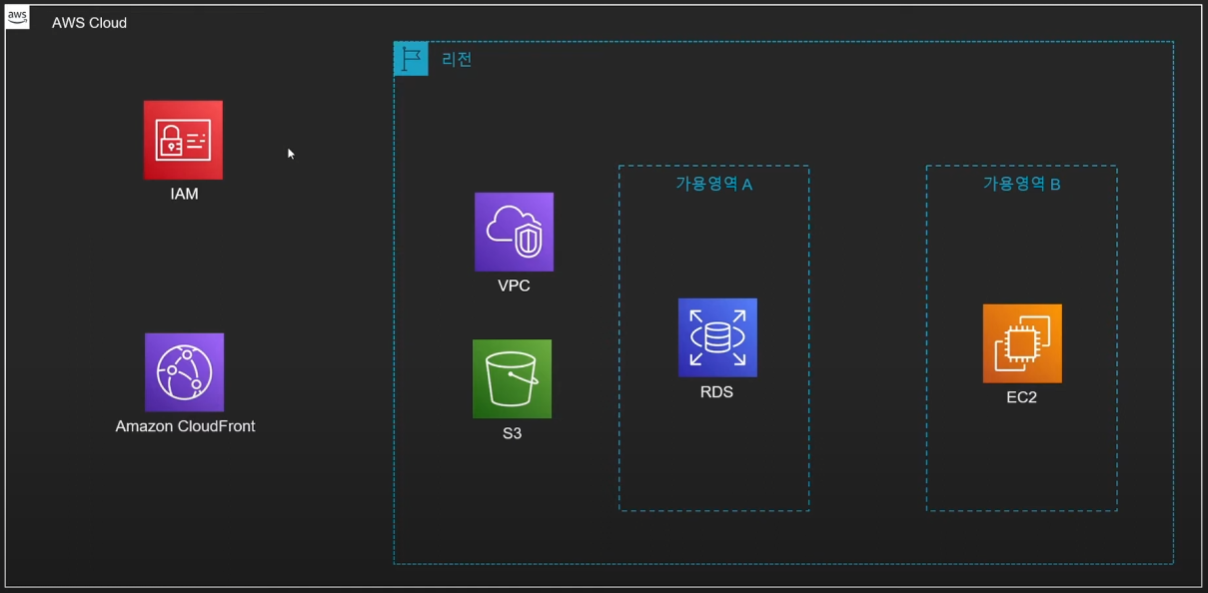 aws
AWS Cloud
리전
IAM
가용영역 A
가용영역 B
VPC
RDS
EC2
Amazon CloudFront
S3